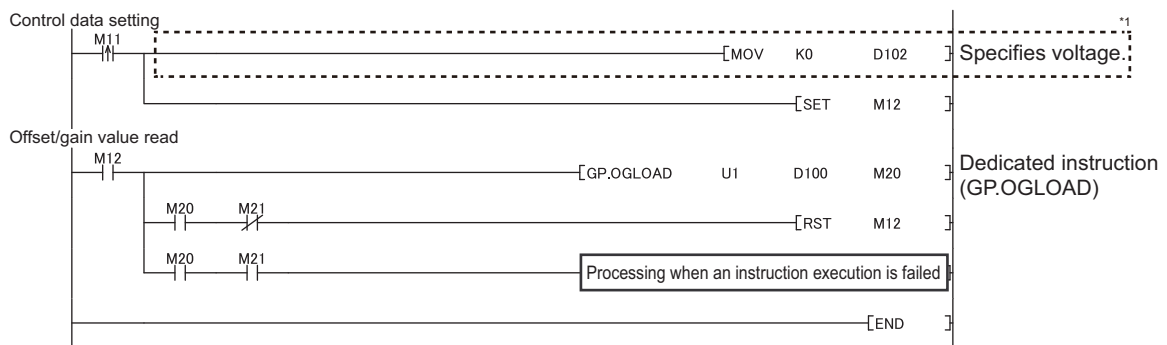 Control data setting
*1
M11
MOV K0 D102
Specifies voltage.
SET M12
Offset/gain value read
M12
GP.OGLOAD U1 D100 M20
Dedicated instruction
(GP.OGLOAD)
M20 M21
RST M12
M20 M21
Processing when an instruction execution is failed
END